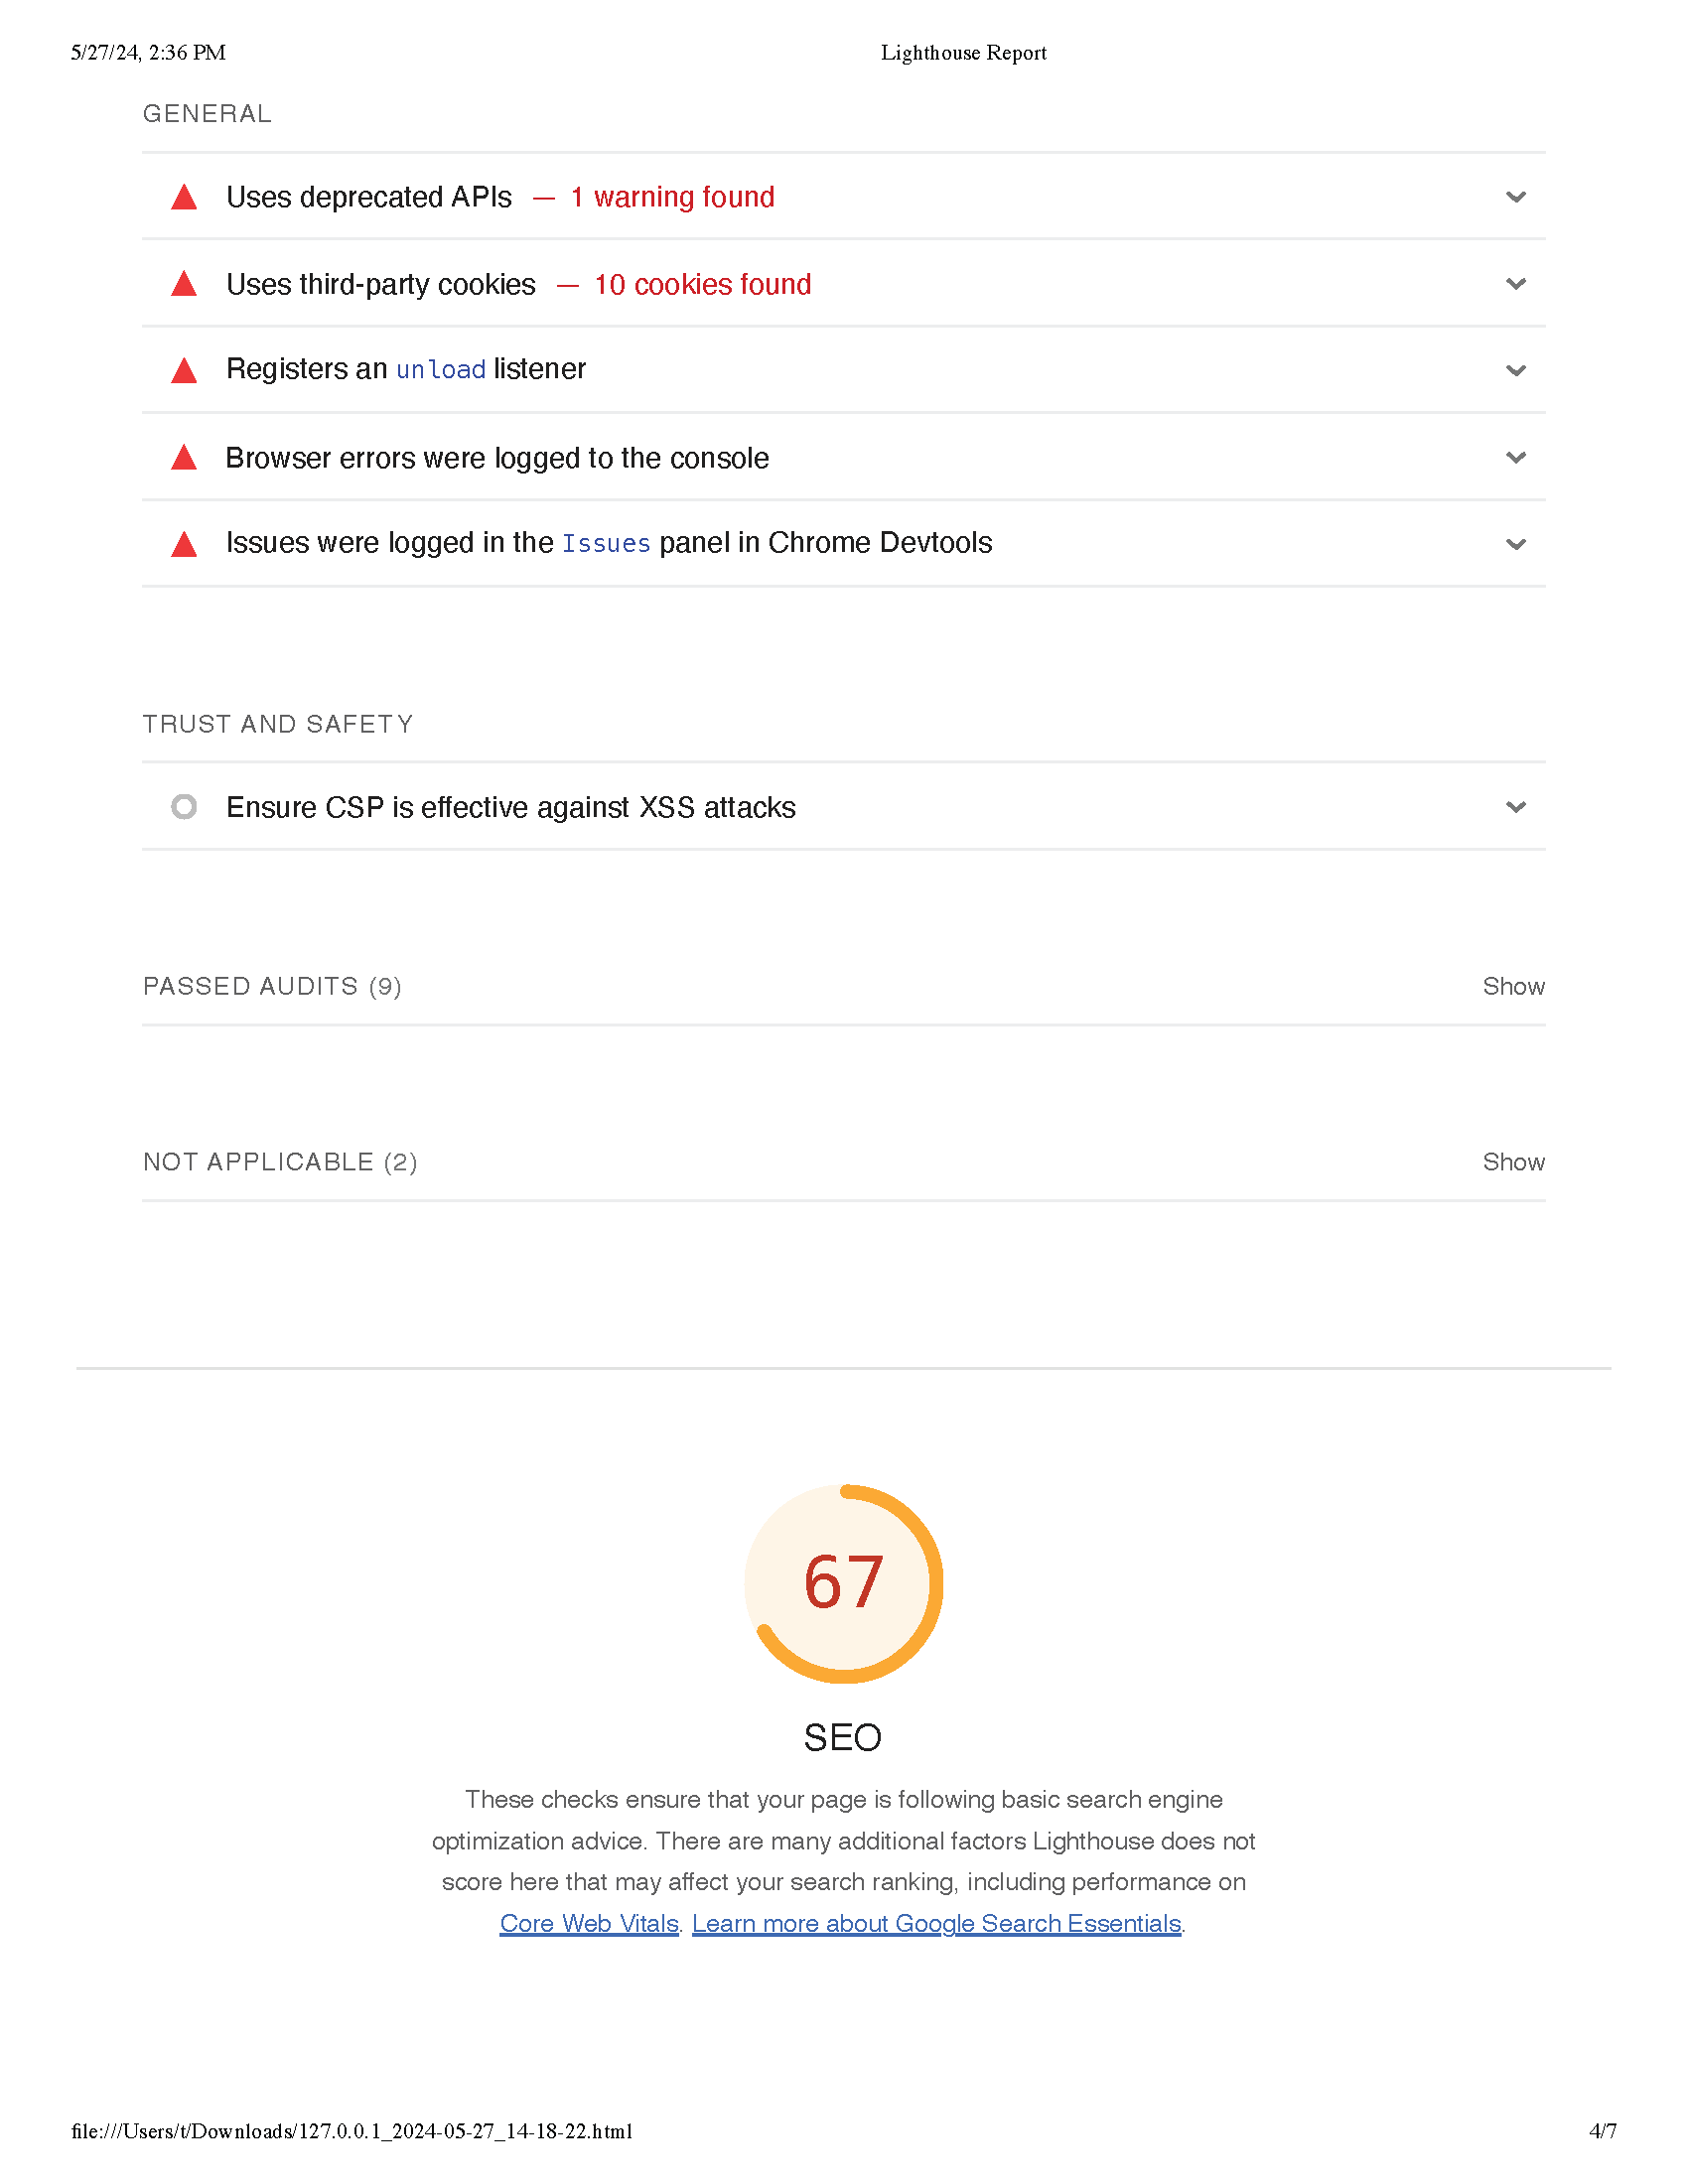 5/27/24, 2:36 PM Lighthouse Report
GENERAL
Uses deprecated APIs — 1 warning found
Uses third-party cookies — 10 cookies found
Registers an unload listener
Browser errors were logged to the console
Issues were logged in the Issues panel in Chrome Devtools
TRUST AND SAFETY
Ensure CSP is effective against XSS attacks
PASSED AUDITS (9) Show
NOT APPLICABLE (2) Show
67
SEO
These checks ensure that your page is following basic search engine
optimization advice. There are many additional factors Lighthouse does not
score here that may affect your search ranking, including performance on
Core Web Vitals. Learn more about Google Search Essentials.
file:///Users/t/Downloads/127.0.0.1_2024-05-27_14-18-22.html 4/7